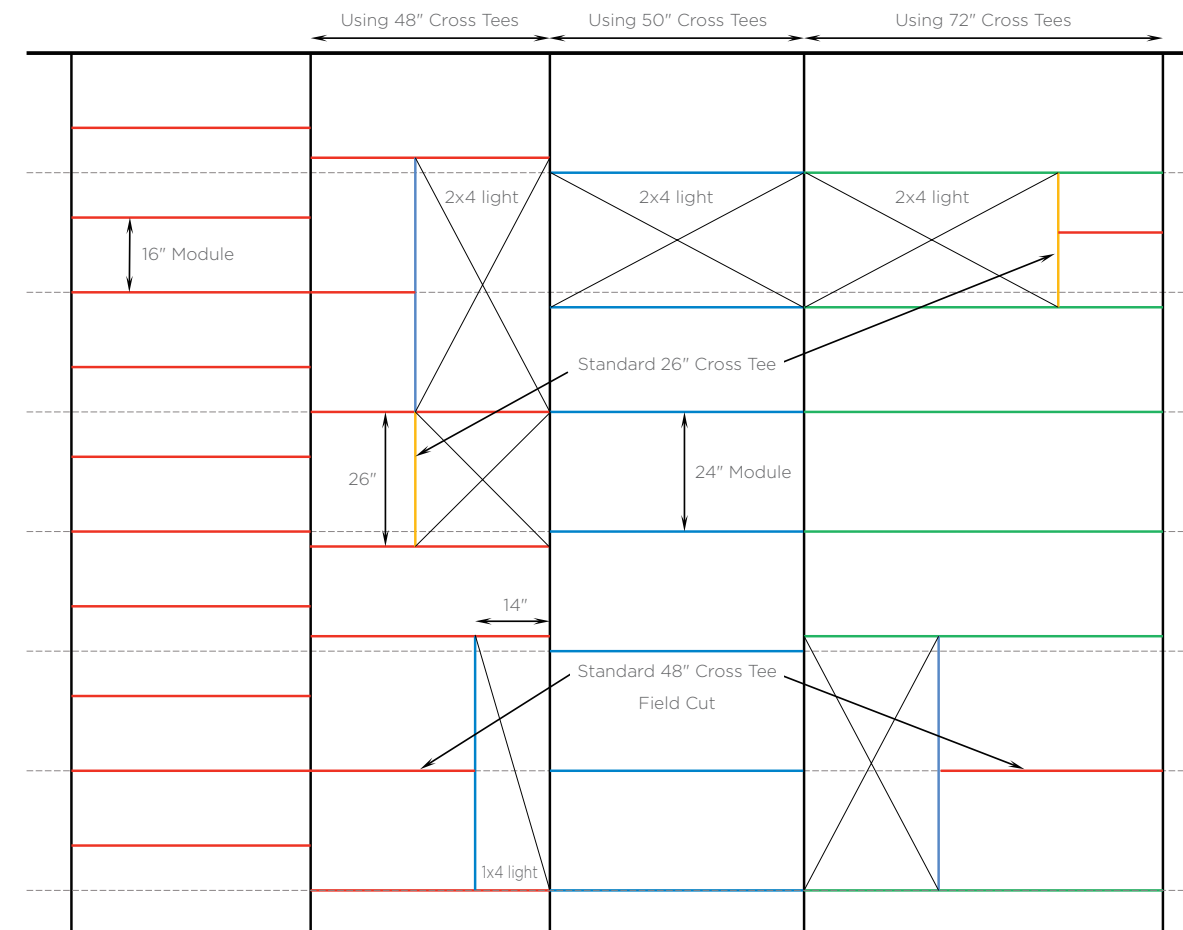 Using 48" Cross Tees
Using 50" Cross Tees
Using 72" Cross Tees
2x4 light
2x4 light
2x4 light
16" Module
Standard 26" Cross Tee
26"
24" Module
14"
Standard 48" Cross Tee
Field Cut
1x4 light